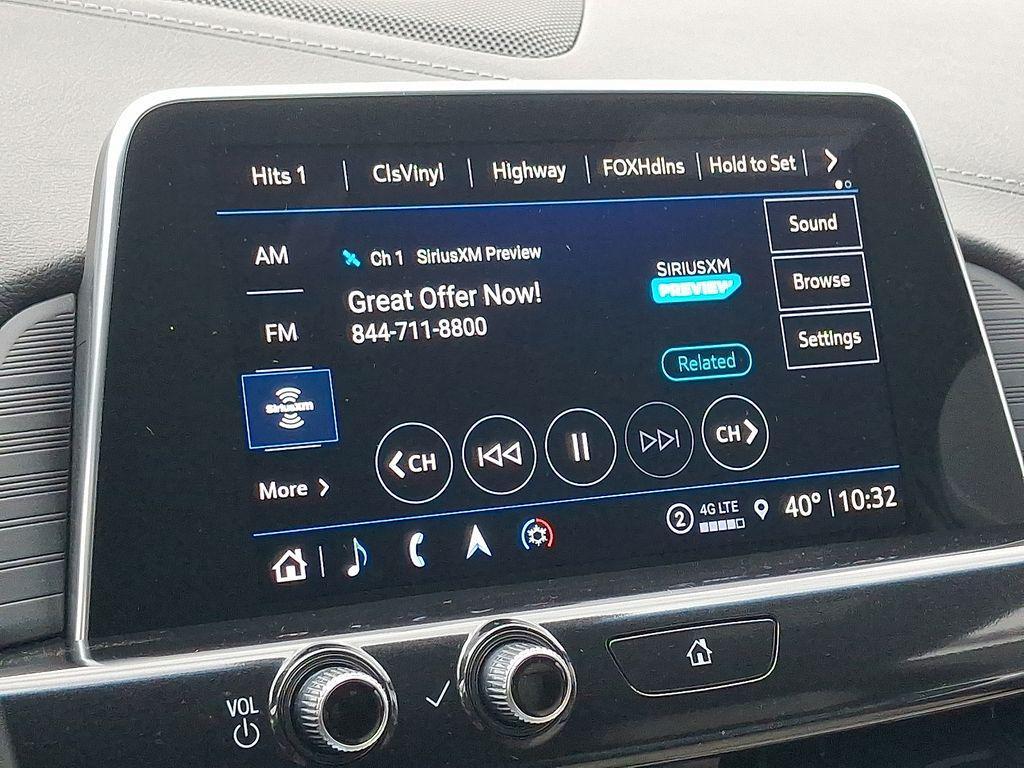 Hits 1
ClsVinyl
Highway
FOXHdlns
Hold to Set
AM
Ch 1 SiriusXM Preview
SIRIUSXM
PREVIEW
Sound
Great Offer Now!
844-711-8800
Browse
FM
Related
Settings
SiriusXM
CH
CH
More
2
4G LTE
40°
10:32
VOL